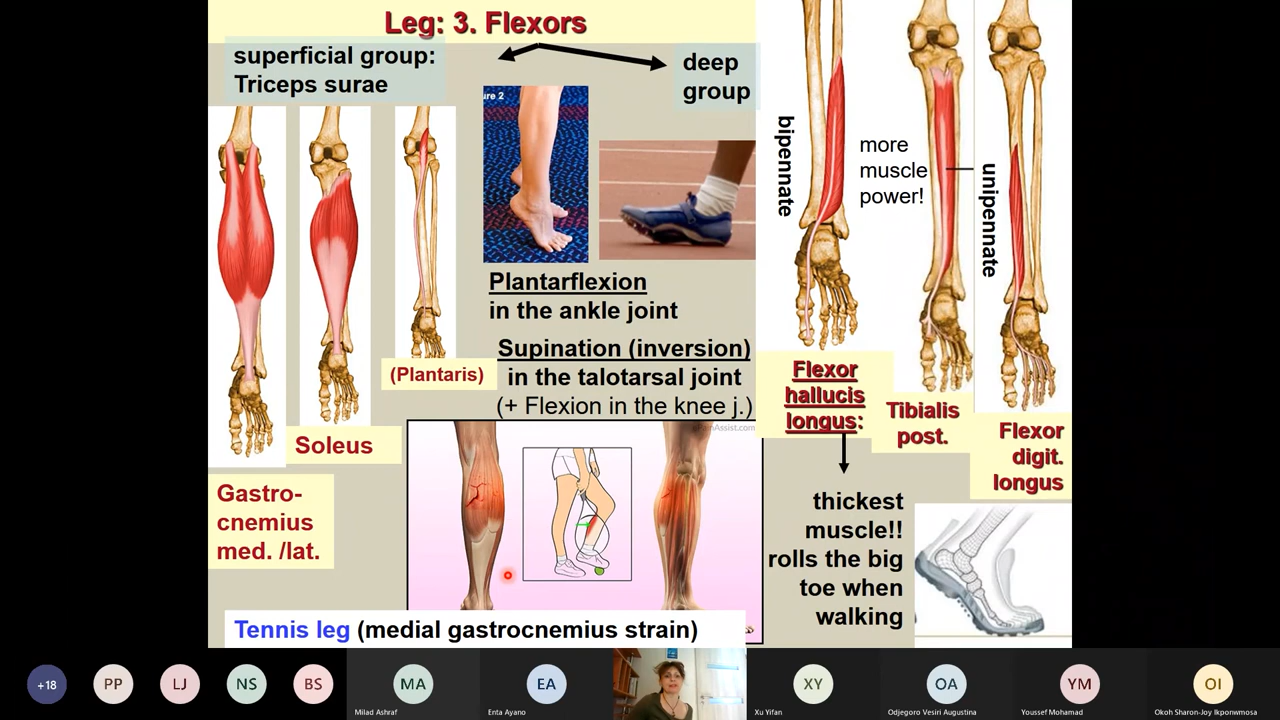 Leg: 3. Flexors
superficial group:
Triceps surae
deep
group
ure 2
bipennate
more
muscle
power!
unipennate
Plantarflexion
in the ankle joint
Supination (inversion)
in the talotarsal joint
(+ Flexion in the knee j.)
(Plantaris)
Soleus
Gastro-
cnemius
med. /lat.
Flexor
hallucis
longus:
Tibialis
post.
Flexor
digit.
longus
PainAssist.com
thickest
muscle!!
rolls the big
toe when
walking
Tennis leg (medial gastrocnemius strain)
+18
PP
LJ
NS
BS
MA
Milad Ashraf
EA
Enta Ayano
XY
Xu Yifan
OA
Odjegoro Vesiri Augustina
YM
Youssef Mohamad
OI
Okoh Sharon-Joy Ikponwmosa